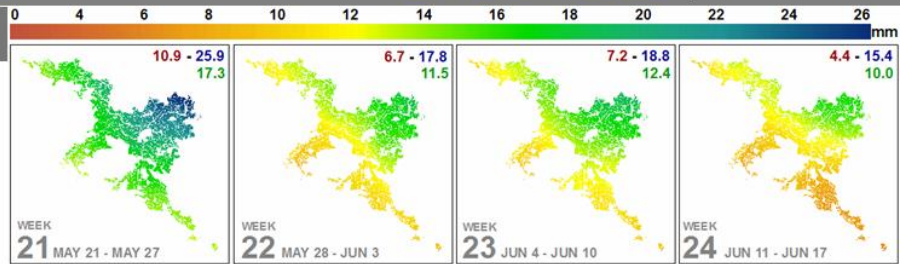 0 4 6 8 10 12 14 16 18 20 22 24 26
mm
10.9 - 25.9
17.3
WEEK
21 MAY 21 - MAY 27
6.7 - 17.8
11.5
WEEK
22 MAY 28 - JUN 3
7.2 - 18.8
12.4
WEEK
23 JUN 4 - JUN 10
4.4 - 15.4
10.0
WEEK
24 JUN 11 - JUN 17